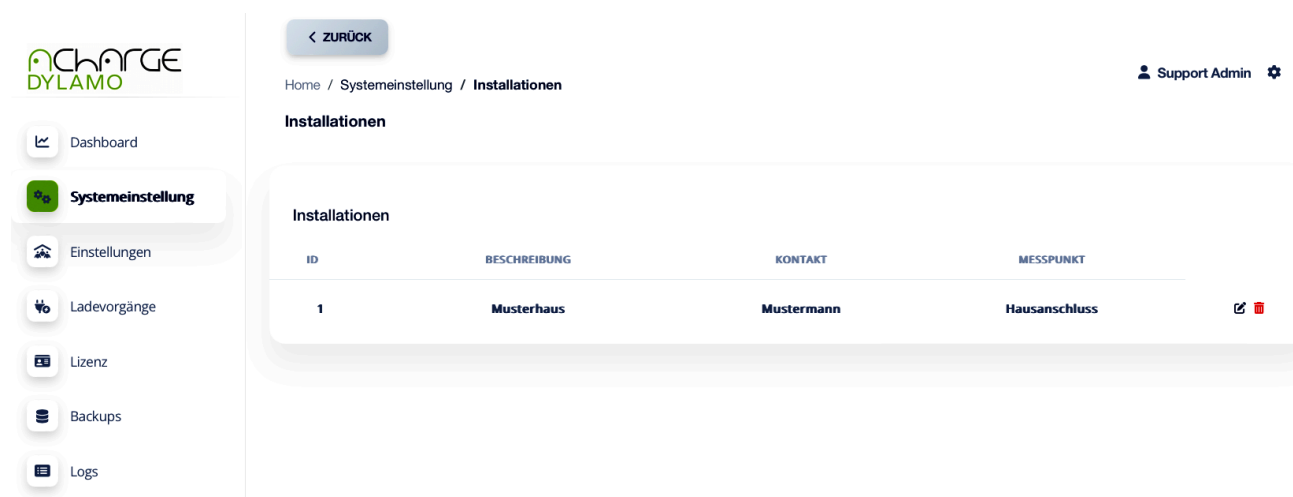 ACHARGE
DYLAMO
Dashboard
Systemeinstellung
Einstellungen
Ladevorgänge
Lizenz
Backups
Logs
ZURÜCK
Home / Systemeinstellung / Installationen
Support Admin
Installationen
Installationen
ID BESCHREIBUNG KONTAKT MESSPUNKT
1 Musterhaus Mustermann Hausanschluss